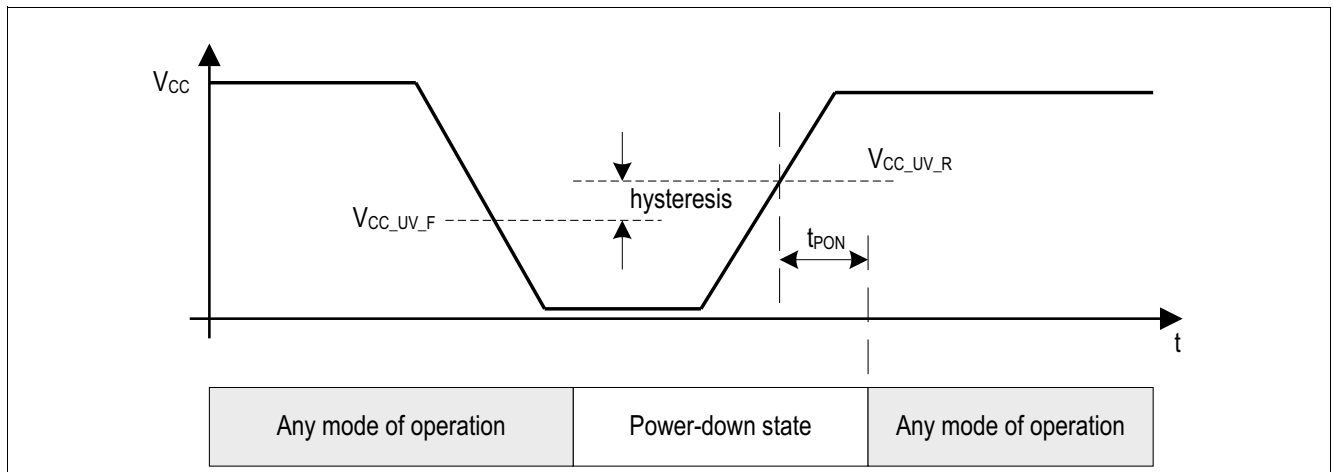 VCC
VCC_UV_R
hysteresis
VCC_UV_F
tPON
t
Any mode of operation
Power-down state
Any mode of operation